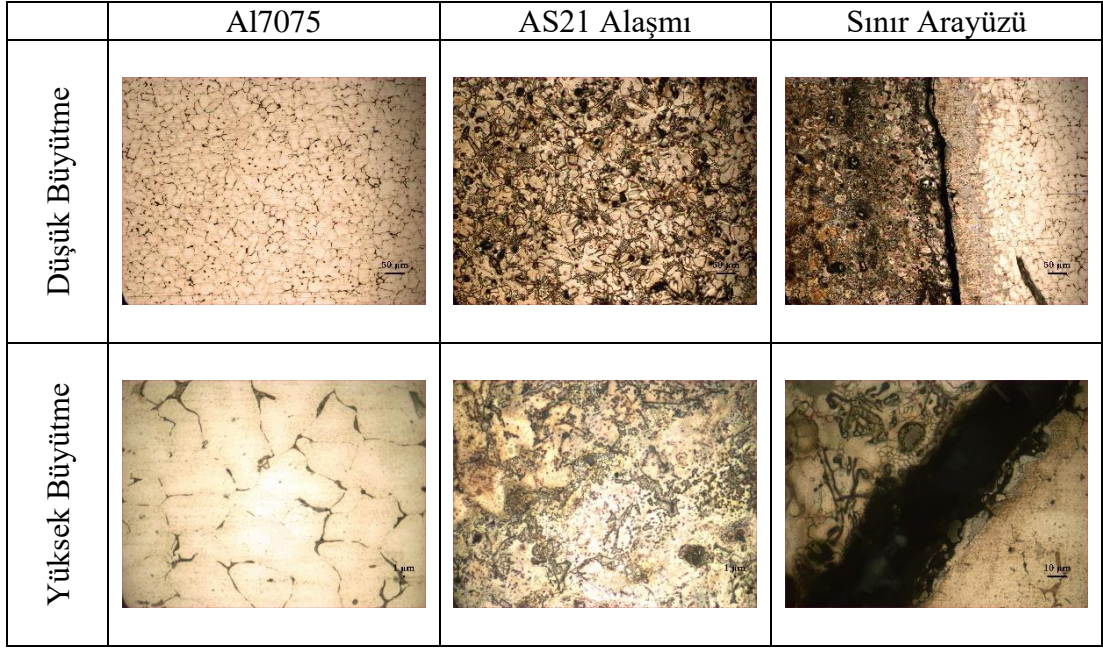 Al7075
AS21 Alaşmı
Sınır Arayüzü
Düşük Büyütme
50 µm
50 µm
50 µm
Yüksek Büyütme
1 µm
1 µm
10 µm